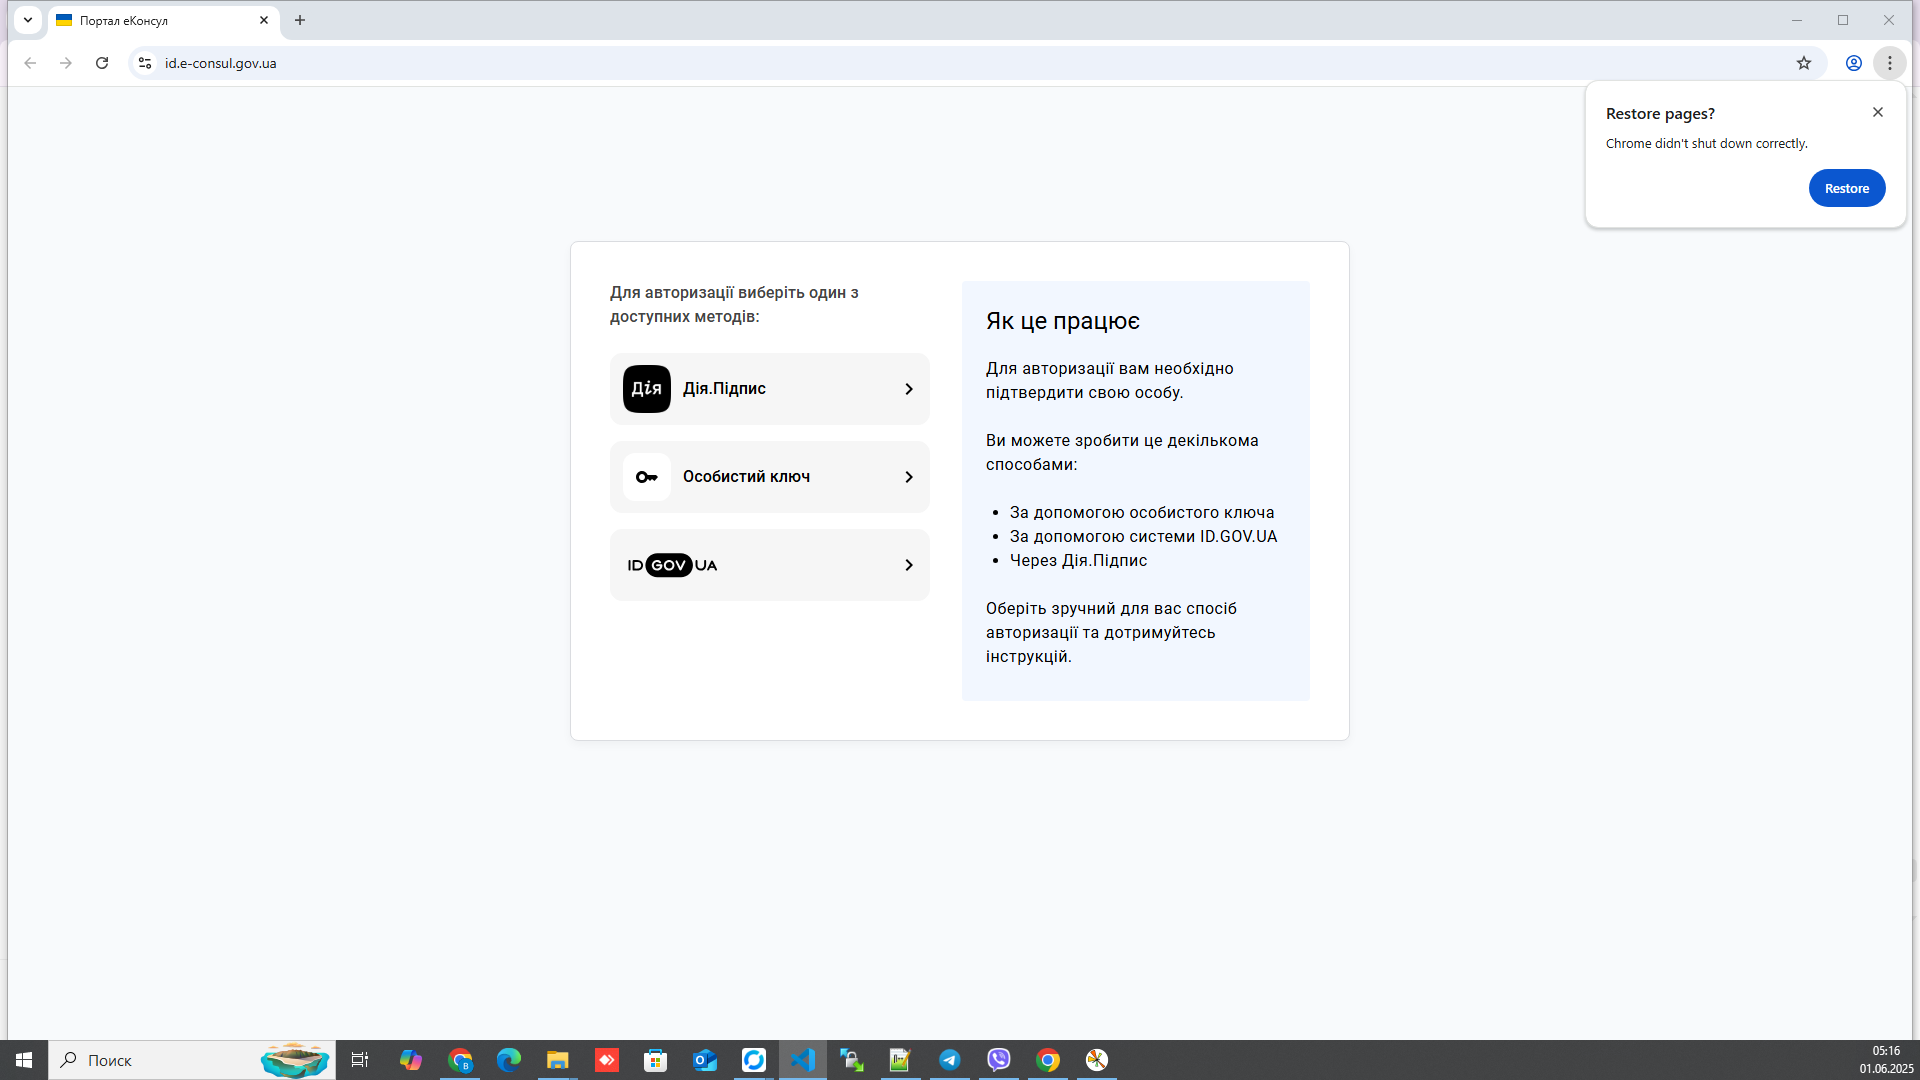 Портал еКонсул
id.e-consul.gov.ua
Restore pages?
Chrome didn't shut down correctly.
Restore
Для авторизації виберіть один з
доступних методів:
Дія
Дія.Підпис
Особистий ключ
ID GOV UA
Як це працює
Для авторизації вам необхідно
підтвердити свою особу.
Ви можете зробити це декількома
способами:
• За допомогою особистого ключа
• За допомогою системи ID.GOV.UA
• Через Дія.Підпис
Оберіть зручний для вас спосіб
авторизації та дотримуйтесь
інструкцій.
Поиск
05:16
01.06.2025